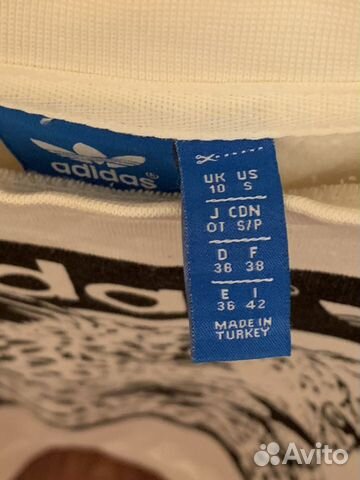 adidas®
UK US
10 S
J CDN
OT S/P
D F
36 38
E I
36 42
MADE IN
TURKEY
Avito